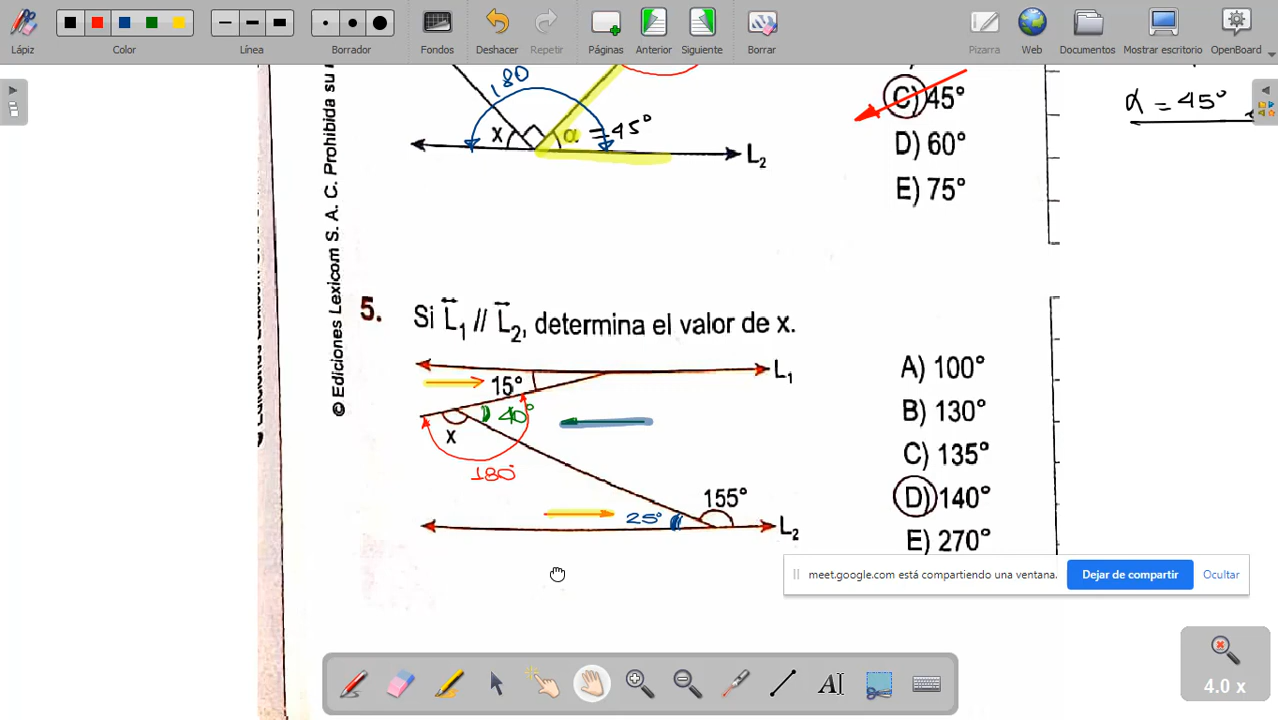 Lápiz
Color
Línea
Borrador
Fondos
Deshacer
Repetir
Páginas
Anterior
Siguiente
Borrar
Pizarra
Web
Documentos
Mostrar escritorio
OpenBoard
© Ediciones Lexicom S. A. C. Prohibida su
180
x
α = 45°
L2
C) 45°
D) 60°
E) 75°
α = 45°
5. Si L1 // L2, determina el valor de x.
L1
15°
40°
x
180°
155°
25°
L2
A) 100°
B) 130°
C) 135°
D) 140°
E) 270°
meet.google.com está compartiendo una ventana.
Dejar de compartir
Ocultar
4.0 x